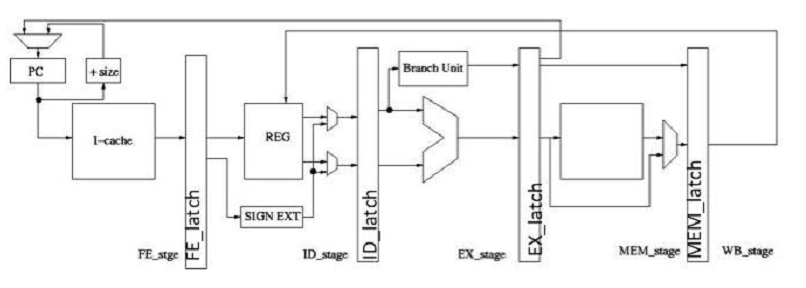 PC
+ size
I-cache
FE_latch
FE_stge
REG
SIGN EXT
ID_stage
ID_latch
Branch Unit
EX_stage
EX_latch
MEM_stage
MEM_latch
WB_stage